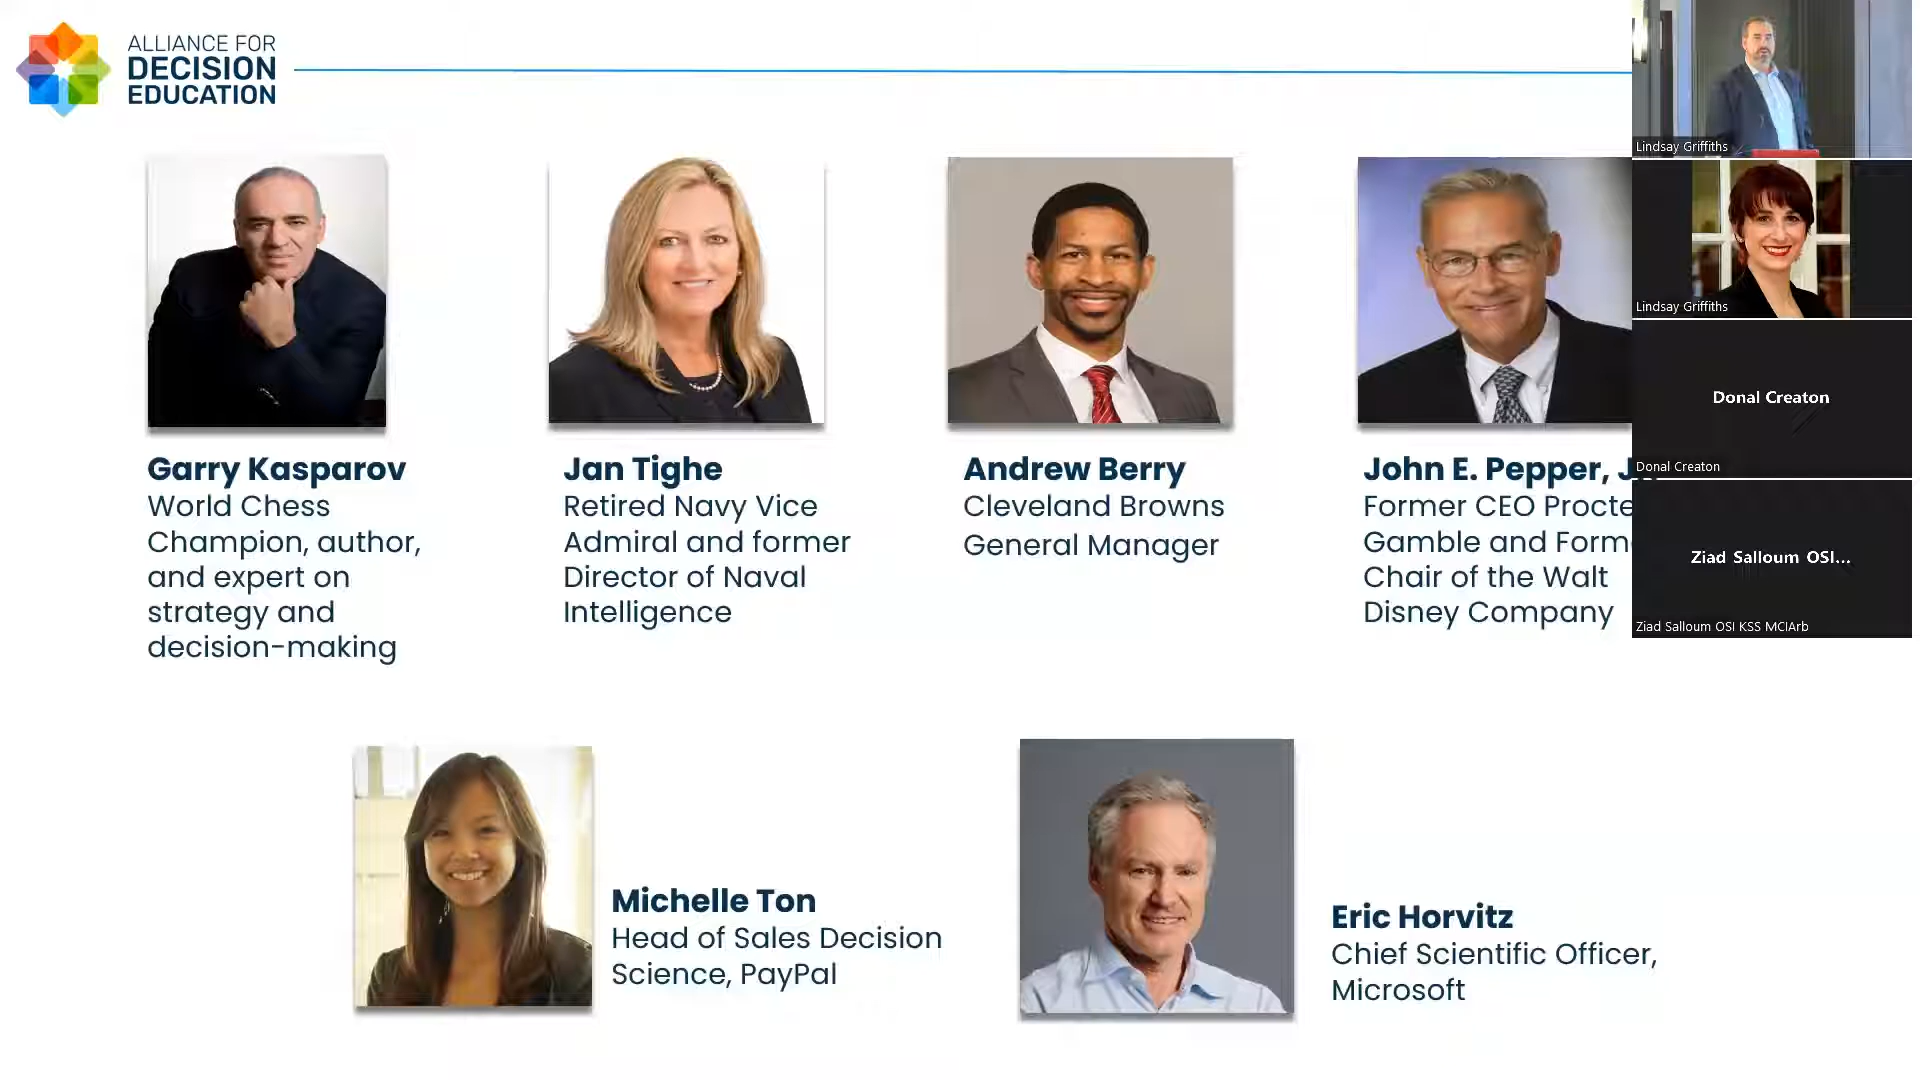 ALLIANCE FOR
DECISION
EDUCATION
Garry Kasparov
World Chess
Champion, author,
and expert on
strategy and
decision-making
Jan Tighe
Retired Navy Vice
Admiral and former
Director of Naval
Intelligence
Andrew Berry
Cleveland Browns
General Manager
John E. Pepper, J
Former CEO Procte
Gamble and Form
Chair of the Walt
Disney Company
Michelle Ton
Head of Sales Decision
Science, PayPal
Eric Horvitz
Chief Scientific Officer,
Microsoft
Lindsay Griffiths
Lindsay Griffiths
Donal Creaton
Donal Creaton
Ziad Salloum OSI...
Ziad Salloum OSI KSS MCIArb